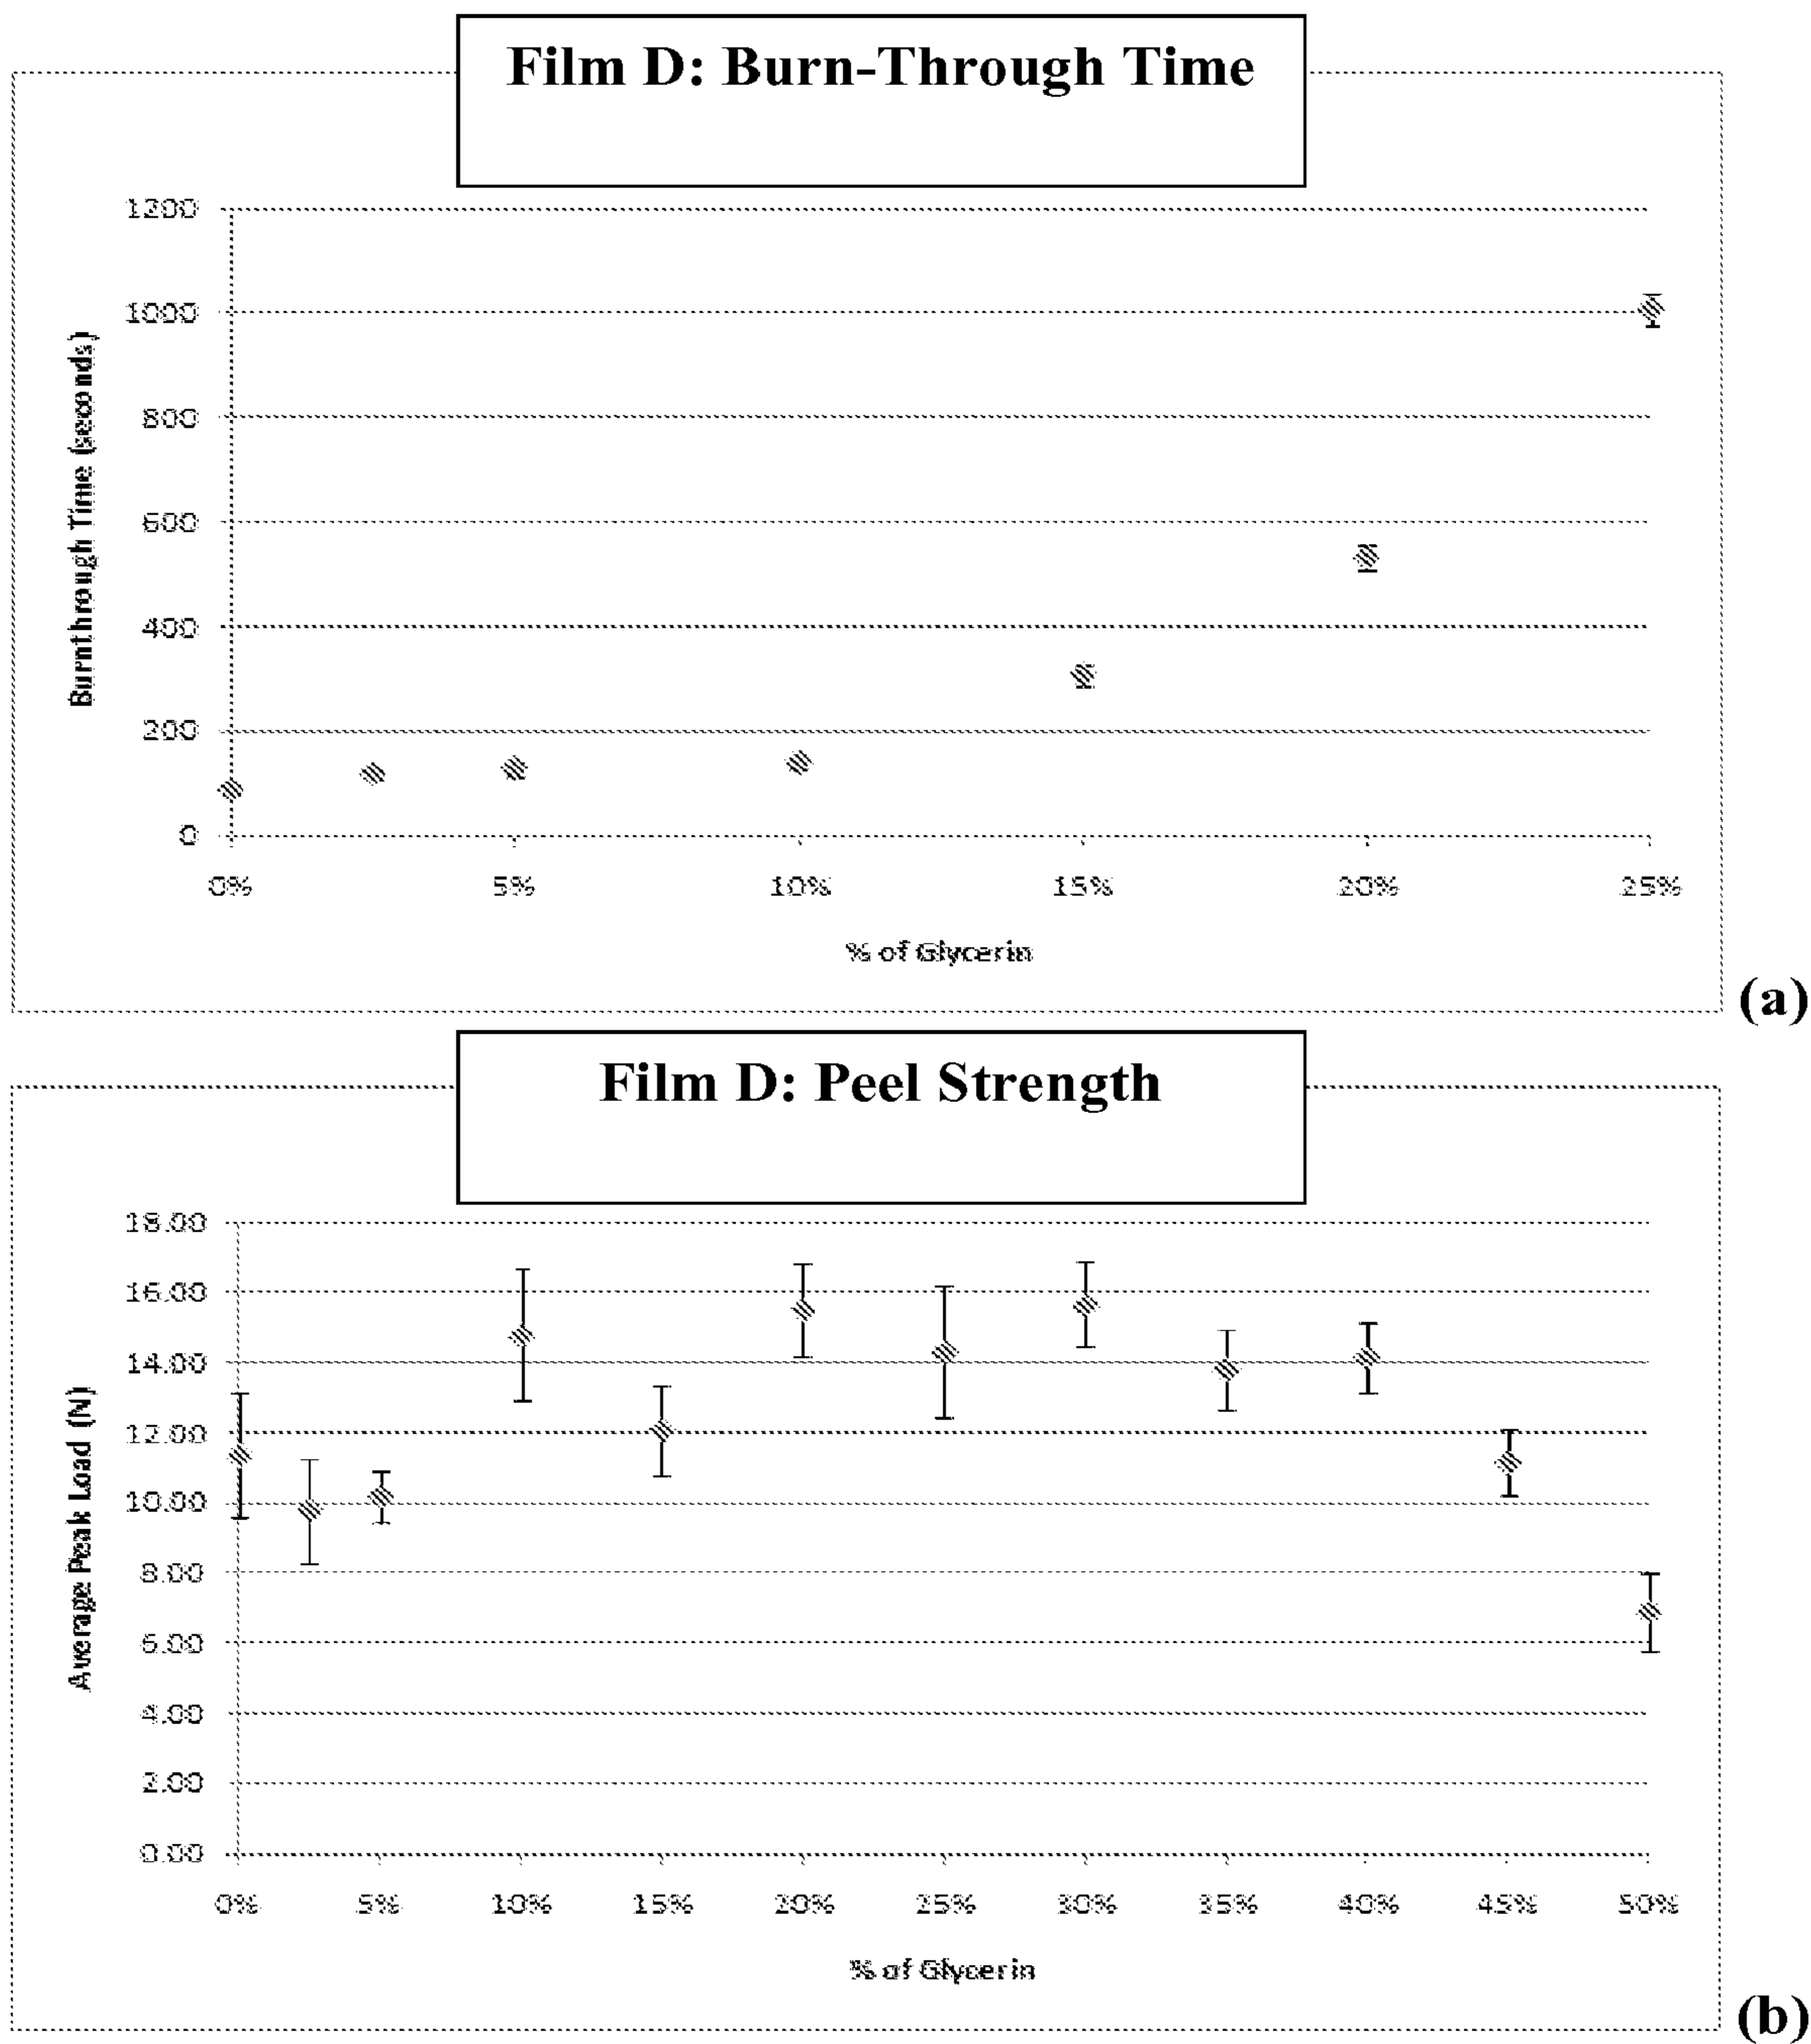 Film D: Burn-Through Time
1200
1000
800
600
400
200
0
Burnthrough Time (seconds)
0% 5% 10% 15% 20% 25%
% of Glycerin
(a)
Film D: Peel Strength
18.00
16.00
14.00
12.00
10.00
8.00
6.00
4.00
2.00
0.00
Average Peak Load (N)
0% 5% 10% 15% 20% 25% 30% 35% 40% 45% 50%
% of Glycerin
(b)